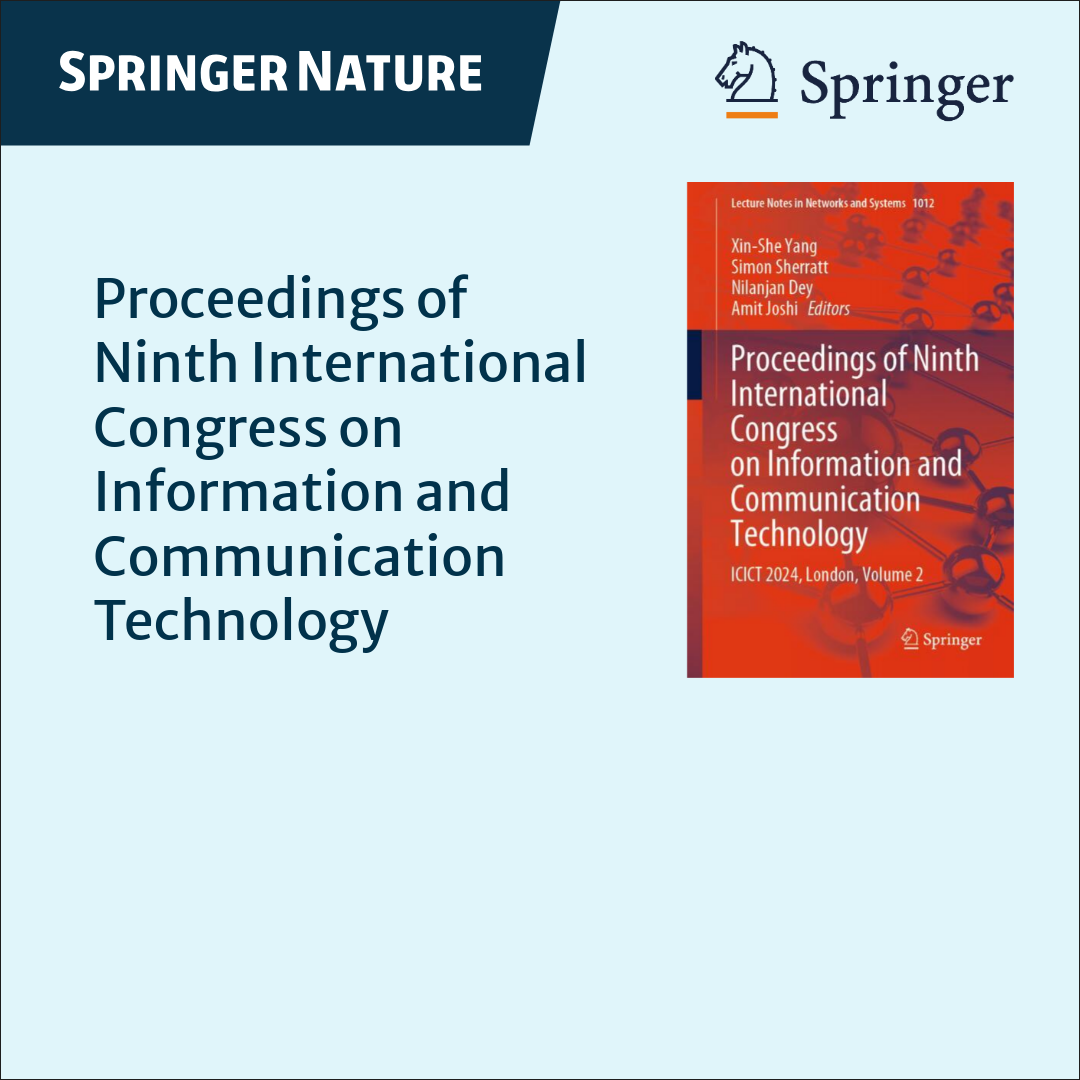 SPRINGER NATURE
Springer
Proceedings of
Ninth International
Congress on
Information and
Communication
Technology
Lecture Notes in Networks and Systems 1012
Xin-She Yang
Simon Sherratt
Nilanjan Dey
Amit Joshi Editors
Proceedings of Ninth
International
Congress
on Information and
Communication
Technology
ICICT 2024, London, Volume 2
Springer